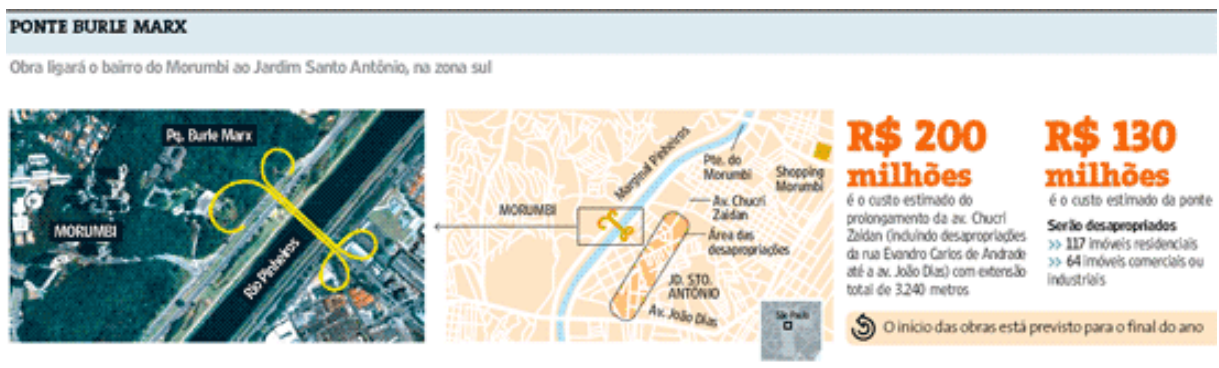 PONTE BURLE MARX
Obra ligará o bairro do Morumbi ao Jardim Santo Antônio, na zona sul
Pq. Burle Marx
MORUMBI
Rio Pinheiros
MORUMBI
Marginal Pinheiros
Pte. do
Morumbi
Shopping
Morumbi
Av. Chucri
Zaidan
Área das
desapropriações
JD. STO.
ANTÔNIO
Av. João Dias
São Paulo
R$ 200
milhões
é o custo estimado do
prolongamento da av. Chucri
Zaidan (incluindo desapropriações
da rua Evandro Carlos de Andrade
até a av. João Dias) com extensão
total de 3.240 metros
R$ 130
milhões
é o custo estimado da ponte
Serão desapropriados
>> 117 imóveis residenciais
>> 64 imóveis comerciais ou
industriais
O início das obras está previsto para o final do ano